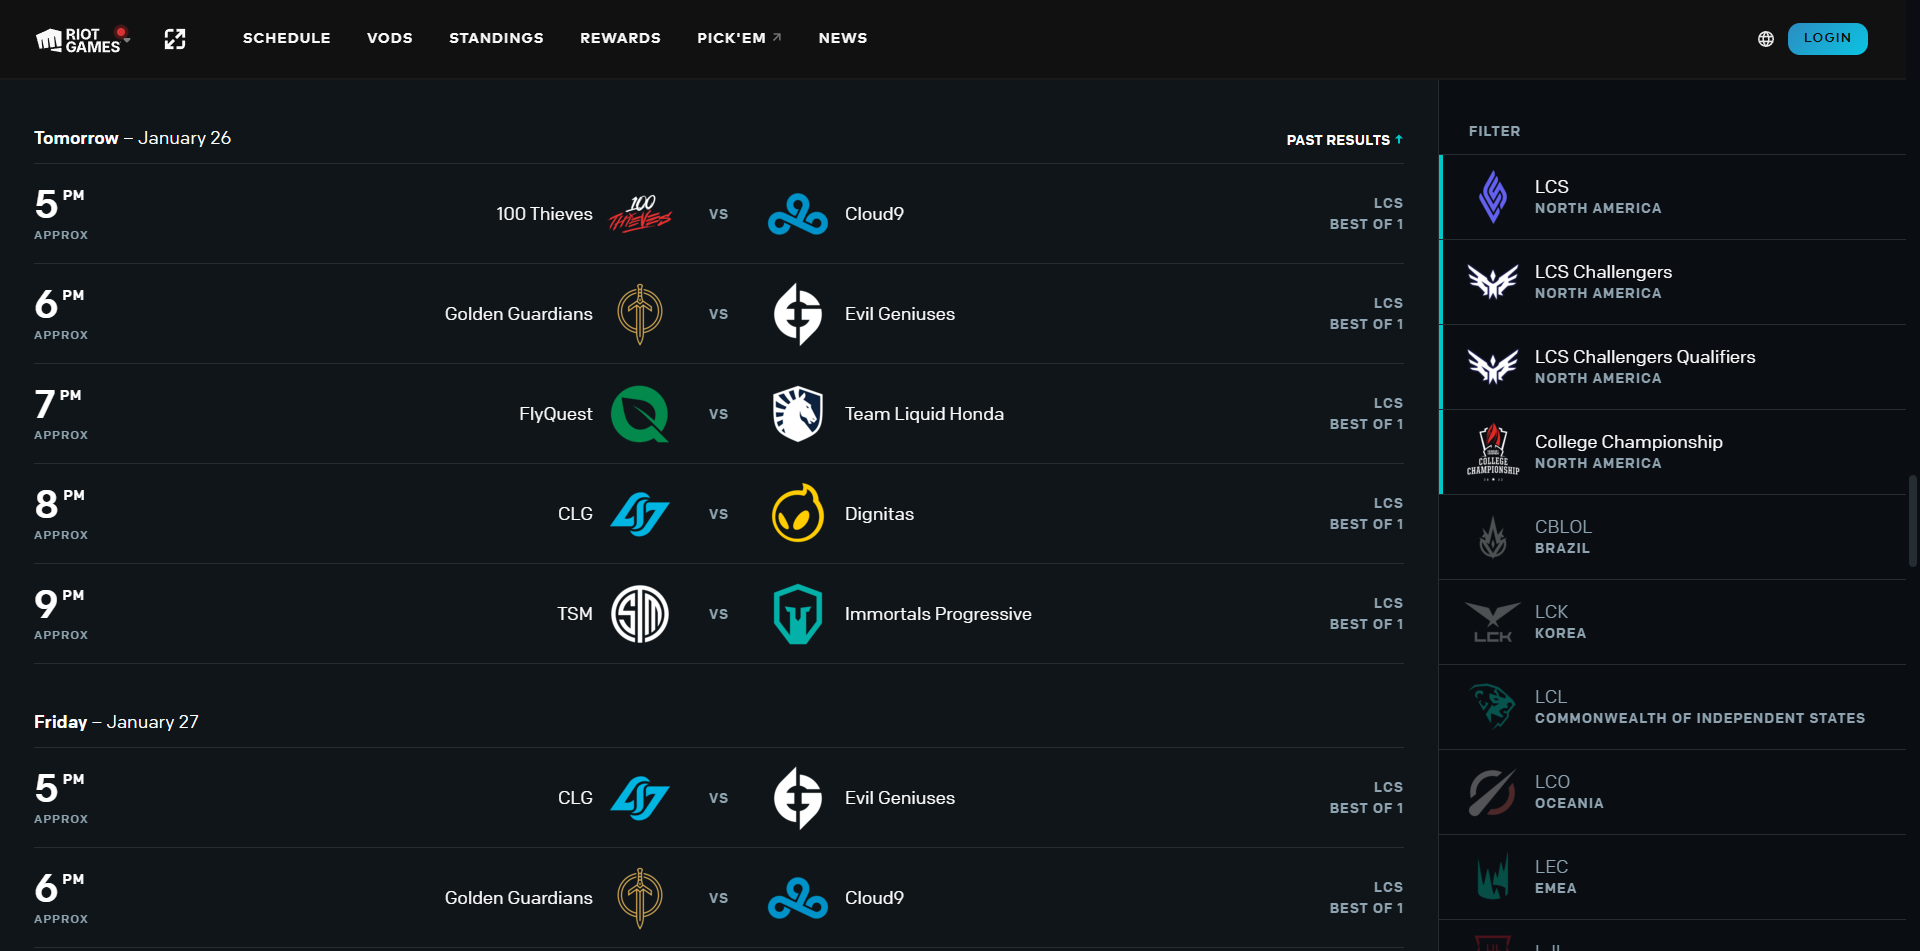 RIOT GAMES
SCHEDULE VODS STANDINGS REWARDS PICK'EM NEWS
LOGIN
Tomorrow – January 26
PAST RESULTS ↑
5 PM
APPROX
100 Thieves 100 THIEVES VS Cloud9
LCS
BEST OF 1
6 PM
APPROX
Golden Guardians VS Evil Geniuses
LCS
BEST OF 1
7 PM
APPROX
FlyQuest VS Team Liquid Honda
LCS
BEST OF 1
8 PM
APPROX
CLG VS Dignitas
LCS
BEST OF 1
9 PM
APPROX
TSM TSM VS Immortals Progressive
LCS
BEST OF 1
Friday – January 27
5 PM
APPROX
CLG VS Evil Geniuses
LCS
BEST OF 1
6 PM
APPROX
Golden Guardians VS Cloud9
LCS
BEST OF 1
FILTER
LCS
NORTH AMERICA
LCS Challengers
NORTH AMERICA
LCS Challengers Qualifiers
NORTH AMERICA
COLLEGE
CHAMPIONSHIP
College Championship
NORTH AMERICA
CBLOL
BRAZIL
LCK
LCK
KOREA
LCL
COMMONWEALTH OF INDEPENDENT STATES
LCO
OCEANIA
LEC
EMEA